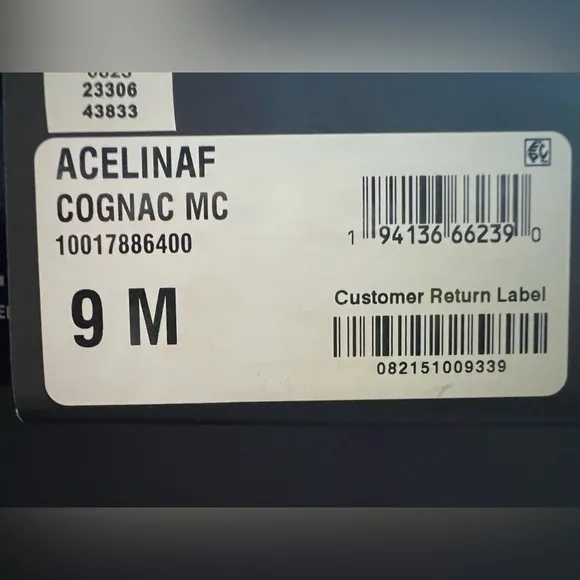 23306
43833
ACELINAF
COGNAC MC
10017886400
9 M
1 94136 66239 0
Customer Return Label
082151009339